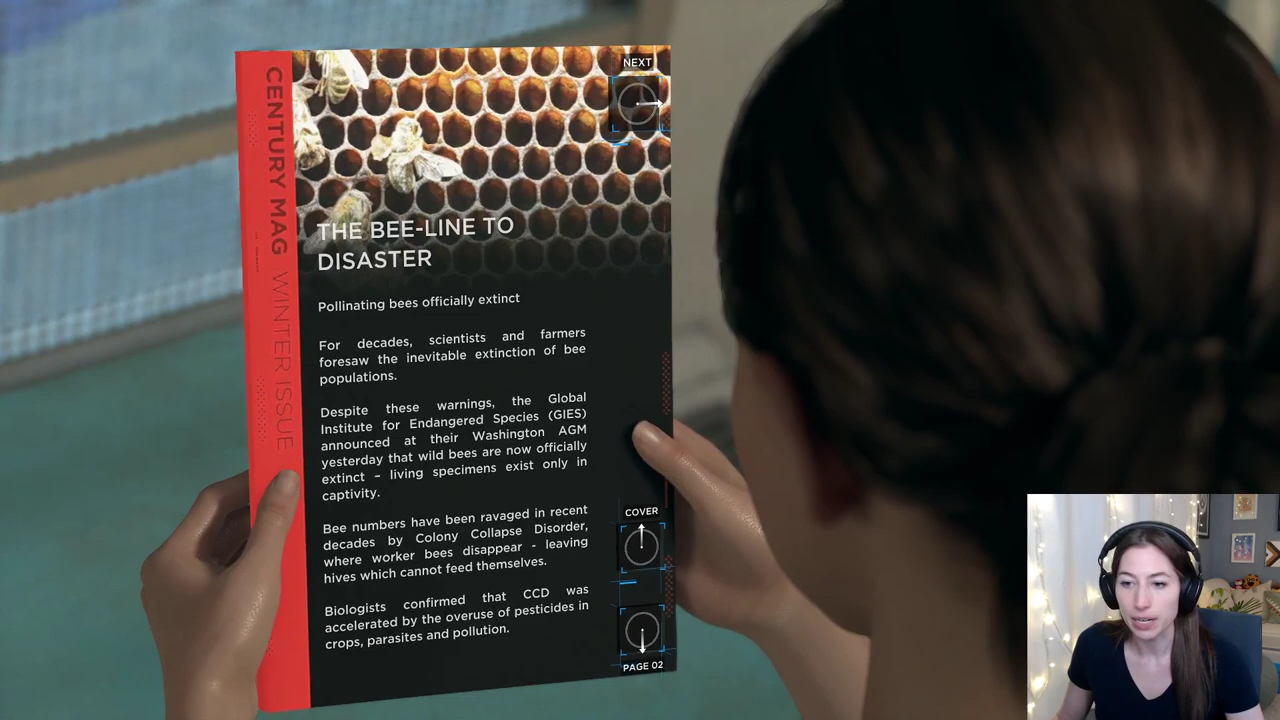 CENTURY MAG WINTER ISSUE
NEXT
THE BEE-LINE TO
DISASTER
Pollinating bees officially extinct
For decades, scientists and farmers
foresaw the inevitable extinction of bee
populations.
Despite these warnings, the Global
Institute for Endangered Species (GIES)
announced at their Washington AGM
yesterday that wild bees are now officially
extinct – living specimens exist only in
captivity.
Bee numbers have been ravaged in recent
decades by Colony Collapse Disorder,
where worker bees disappear - leaving
hives which cannot feed themselves.
Biologists confirmed that CCD was
accelerated by the overuse of pesticides in
crops, parasites and pollution.
COVER
PAGE 02